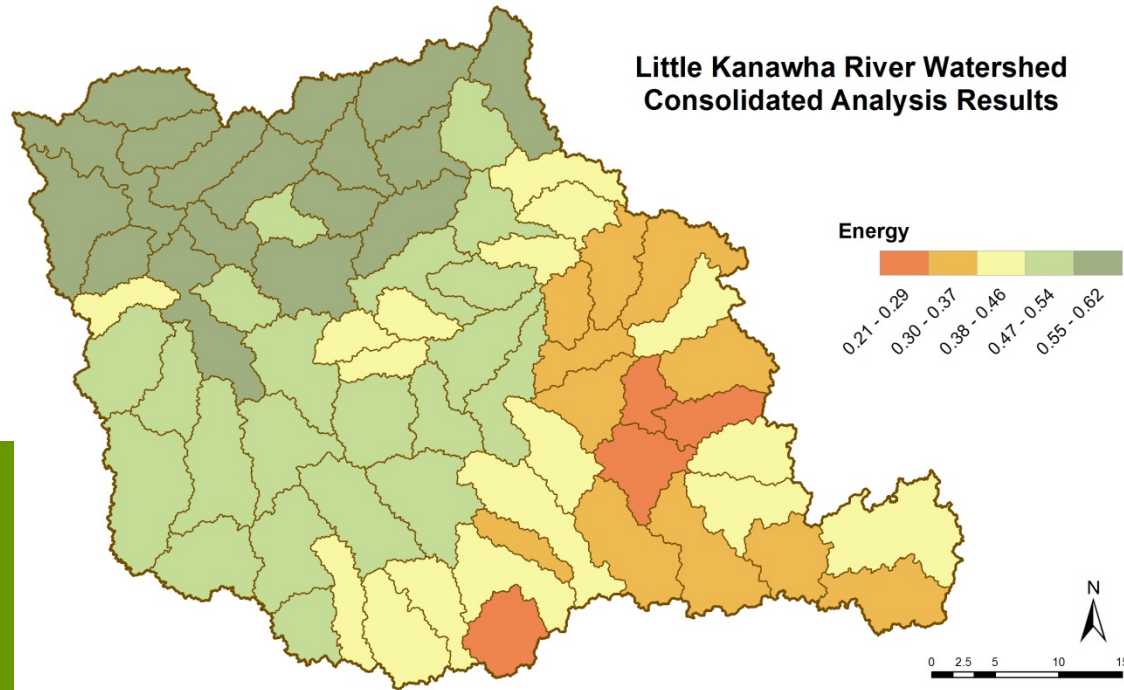 Little Kanawha River Watershed
Consolidated Analysis Results
Energy
0.21 - 0.29
0.30 - 0.37
0.38 - 0.46
0.47 - 0.54
0.55 - 0.62
N
0 2.5 5 10 15